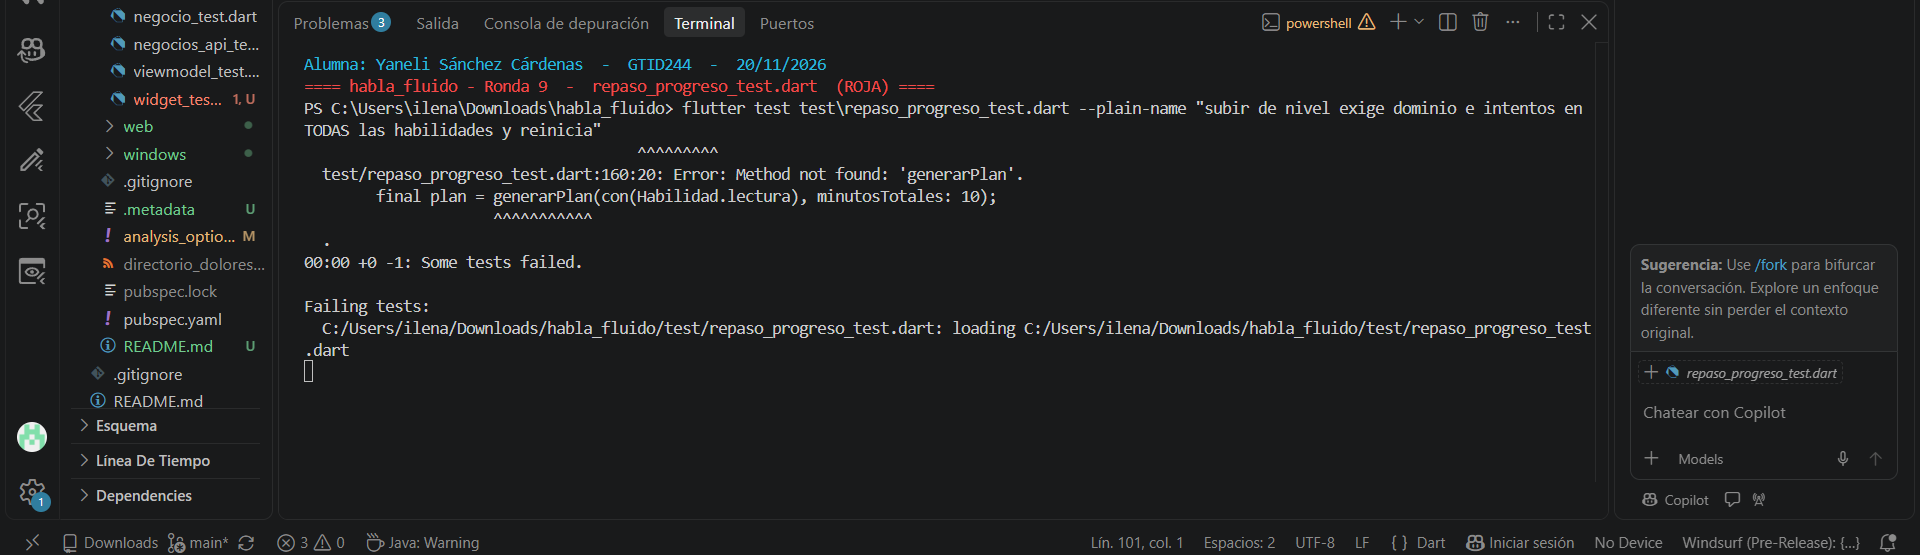 negocio_test.dart
negocios_api_te...
viewmodel_test....
widget_tes... 1, U
web
windows
.gitignore
.metadata U
analysis_optio... M
directorio_dolores...
pubspec.lock
pubspec.yaml
README.md U
.gitignore
README.md
Esquema
Línea De Tiempo
Dependencies
1
Problemas 3 Salida Consola de depuración Terminal Puertos
powershell
Alumna: Yaneli Sánchez Cárdenas - GTID244 - 20/11/2026
==== habla_fluido - Ronda 9 - repaso_progreso_test.dart (ROJA) ====
PS C:\Users\ilena\Downloads\habla_fluido> flutter test test\repaso_progreso_test.dart --plain-name "subir de nivel exige dominio e intentos en
TODAS las habilidades y reinicia"
^^^^^^^^^
test/repaso_progreso_test.dart:160:20: Error: Method not found: 'generarPlan'.
final plan = generarPlan(con(Habilidad.lectura), minutosTotales: 10);
^^^^^^^^^^^
.
00:00 +0 -1: Some tests failed.
Failing tests:
C:/Users/ilena/Downloads/habla_fluido/test/repaso_progreso_test.dart: loading C:/Users/ilena/Downloads/habla_fluido/test/repaso_progreso_test
.dart
Sugerencia: Use /fork para bifurcar
la conversación. Explore un enfoque
diferente sin perder el contexto
original.
repaso_progreso_test.dart
Chatear con Copilot
Models
Copilot
Downloads main* 3 0 Java: Warning Lín. 101, col. 1 Espacios: 2 UTF-8 LF {} Dart Iniciar sesión No Device Windsurf (Pre-Release): {...}